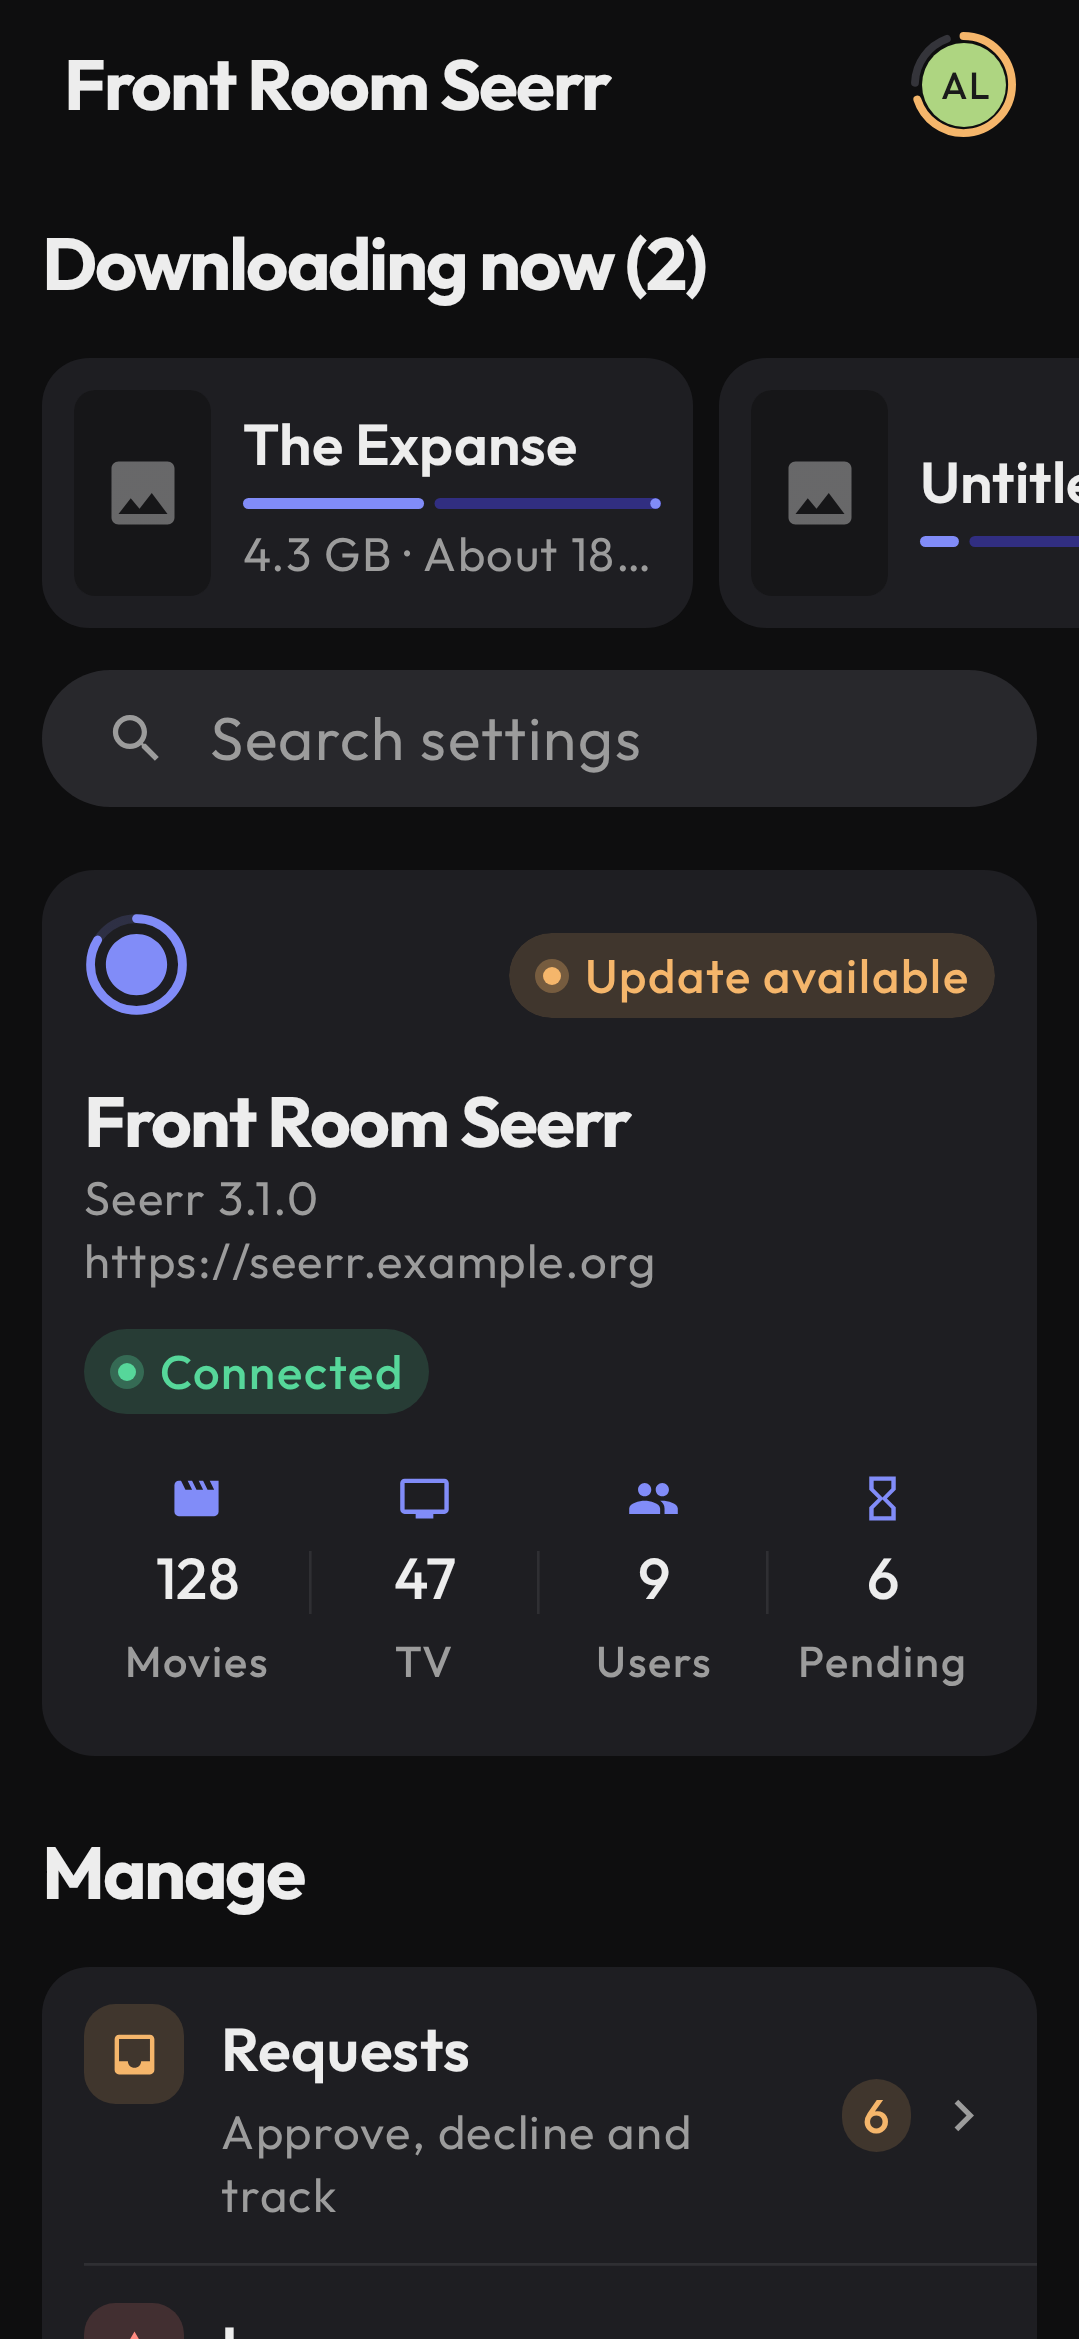 Front Room Seerr
AL
Downloading now (2)
The Expanse
4.3 GB · About 18…
Search settings
Update available
Front Room Seerr
Seerr 3.1.0
https://seerr.example.org
Connected
128
47
9
6
Movies
TV
Users
Pending
Manage
Requests
Approve, decline and
track
6